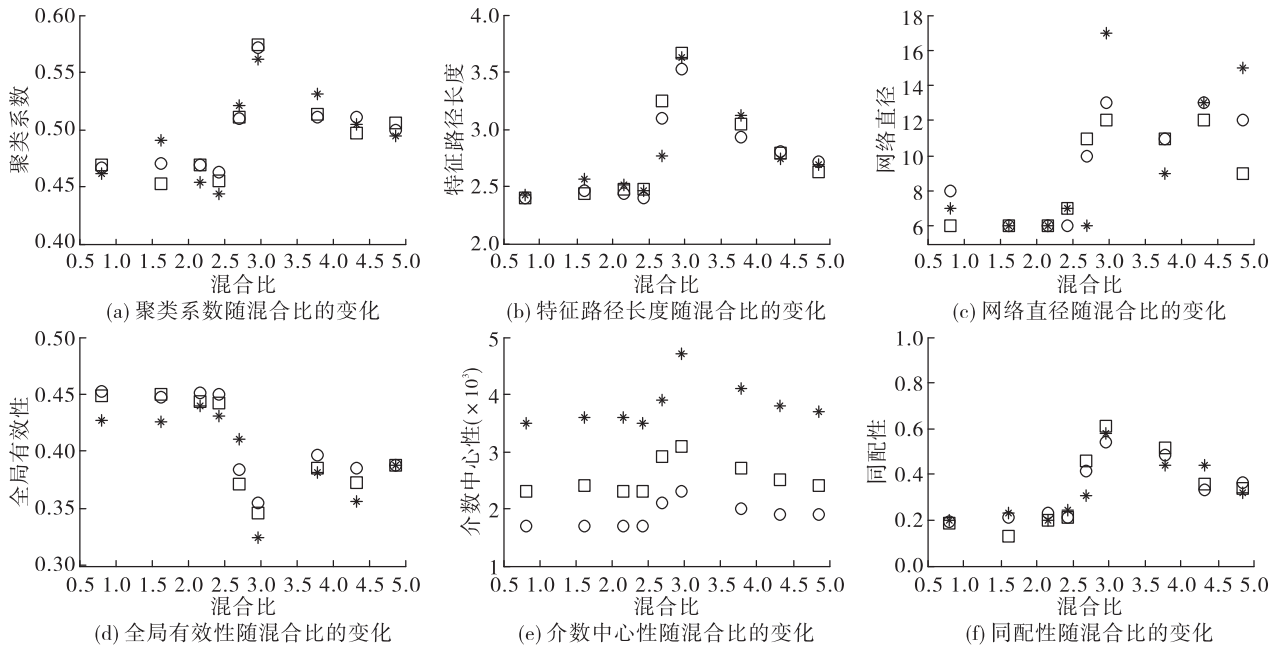 0.60
0.55
0.50
0.45
0.40
聚类系数
0.5 1.0 1.5 2.0 2.5 3.0 3.5 4.0 4.5 5.0
混合比
(a) 聚类系数随混合比的变化
4.0
3.5
3.0
2.5
2.0
特征路径长度
0.5 1.0 1.5 2.0 2.5 3.0 3.5 4.0 4.5 5.0
混合比
(b) 特征路径长度随混合比的变化
18
16
14
12
10
8
6
网络直径
0.5 1.0 1.5 2.0 2.5 3.0 3.5 4.0 4.5 5.0
混合比
(c) 网络直径随混合比的变化
0.50
0.45
0.40
0.35
0.30
全局有效性
0.5 1.0 1.5 2.0 2.5 3.0 3.5 4.0 4.5 5.0
混合比
(d) 全局有效性随混合比的变化
5
4
3
2
1
介数中心性(×10³)
0.5 1.0 1.5 2.0 2.5 3.0 3.5 4.0 4.5 5.0
混合比
(e) 介数中心性随混合比的变化
1.0
0.8
0.6
0.4
0.2
0.0
同配性
0.5 1.0 1.5 2.0 2.5 3.0 3.5 4.0 4.5 5.0
混合比
(f) 同配性随混合比的变化